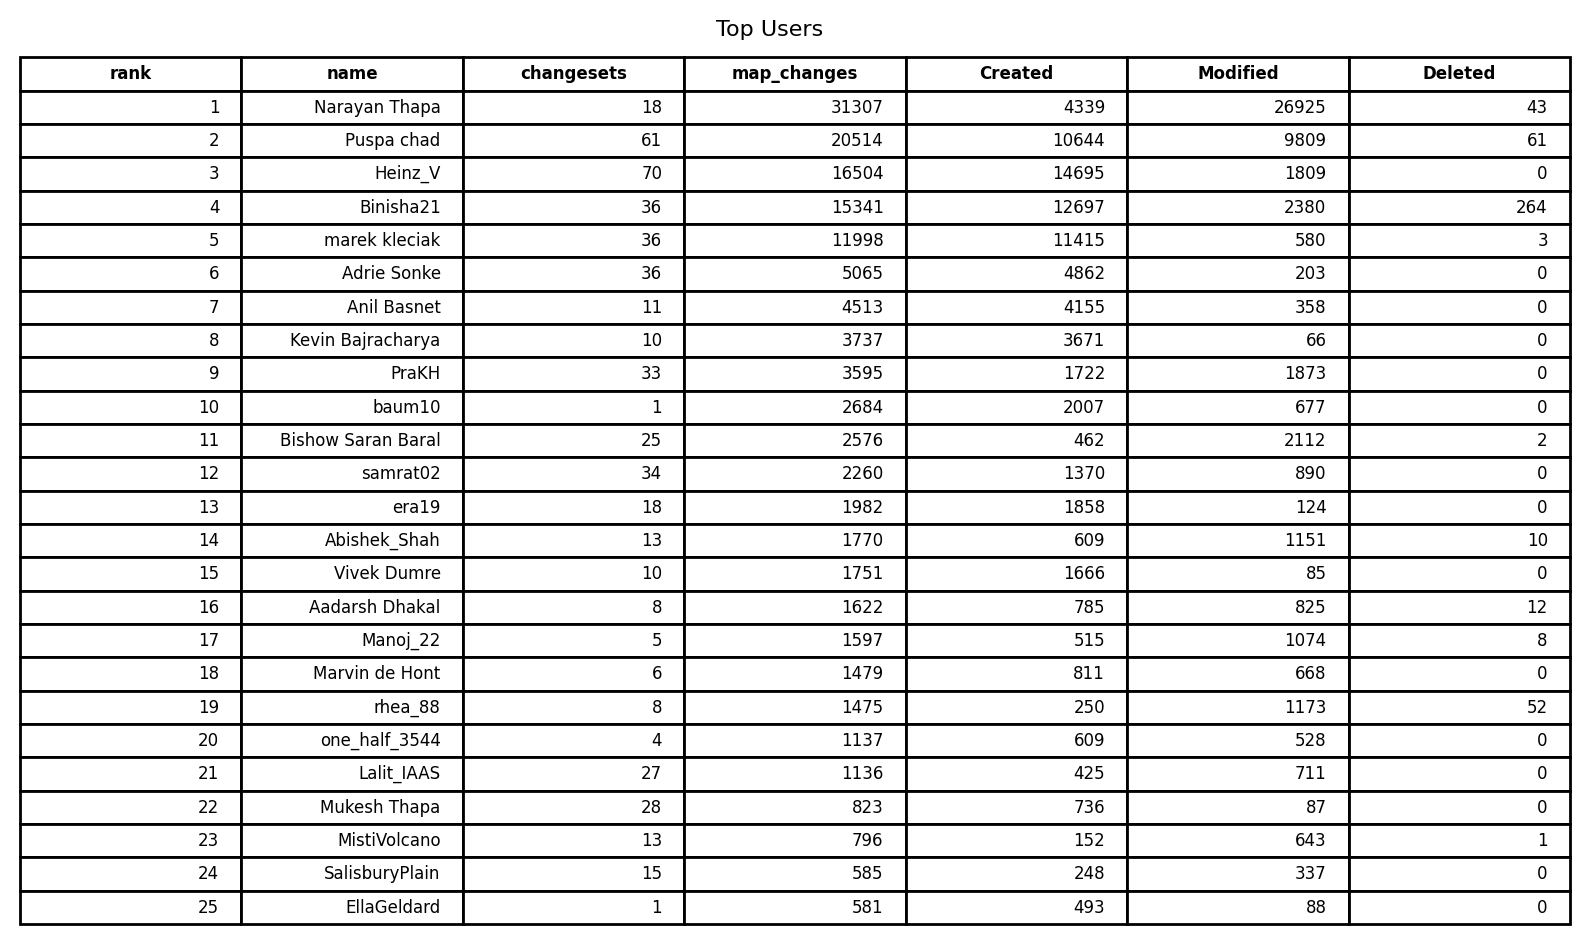 Top Users
rank name changesets map_changes Created Modified Deleted
1 Narayan Thapa 18 31307 4339 26925 43
2 Puspa chad 61 20514 10644 9809 61
3 Heinz_V 70 16504 14695 1809 0
4 Binisha21 36 15341 12697 2380 264
5 marek kleciak 36 11998 11415 580 3
6 Adrie Sonke 36 5065 4862 203 0
7 Anil Basnet 11 4513 4155 358 0
8 Kevin Bajracharya 10 3737 3671 66 0
9 PraKH 33 3595 1722 1873 0
10 baum10 1 2684 2007 677 0
11 Bishow Saran Baral 25 2576 462 2112 2
12 samrat02 34 2260 1370 890 0
13 era19 18 1982 1858 124 0
14 Abishek_Shah 13 1770 609 1151 10
15 Vivek Dumre 10 1751 1666 85 0
16 Aadarsh Dhakal 8 1622 785 825 12
17 Manoj_22 5 1597 515 1074 8
18 Marvin de Hont 6 1479 811 668 0
19 rhea_88 8 1475 250 1173 52
20 one_half_3544 4 1137 609 528 0
21 Lalit_IAAS 27 1136 425 711 0
22 Mukesh Thapa 28 823 736 87 0
23 MistiVolcano 13 796 152 643 1
24 SalisburyPlain 15 585 248 337 0
25 EllaGeldard 1 581 493 88 0